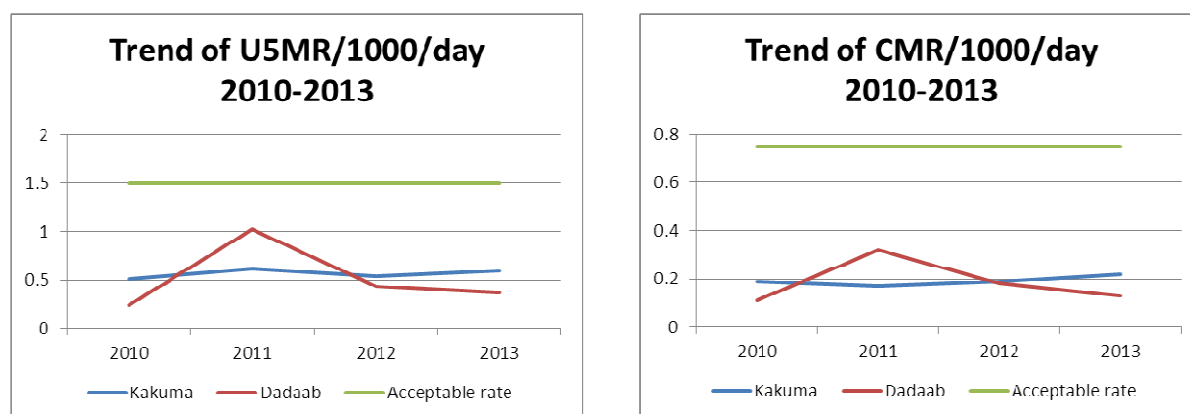 Trend of U5MR/1000/day
2010-2013
2
1.5
1
0.5
0
2010 2011 2012 2013
Kakuma Dadaab Acceptable rate
Trend of CMR/1000/day
2010-2013
0.8
0.6
0.4
0.2
0
2010 2011 2012 2013
Kakuma Dadaab Acceptable rate